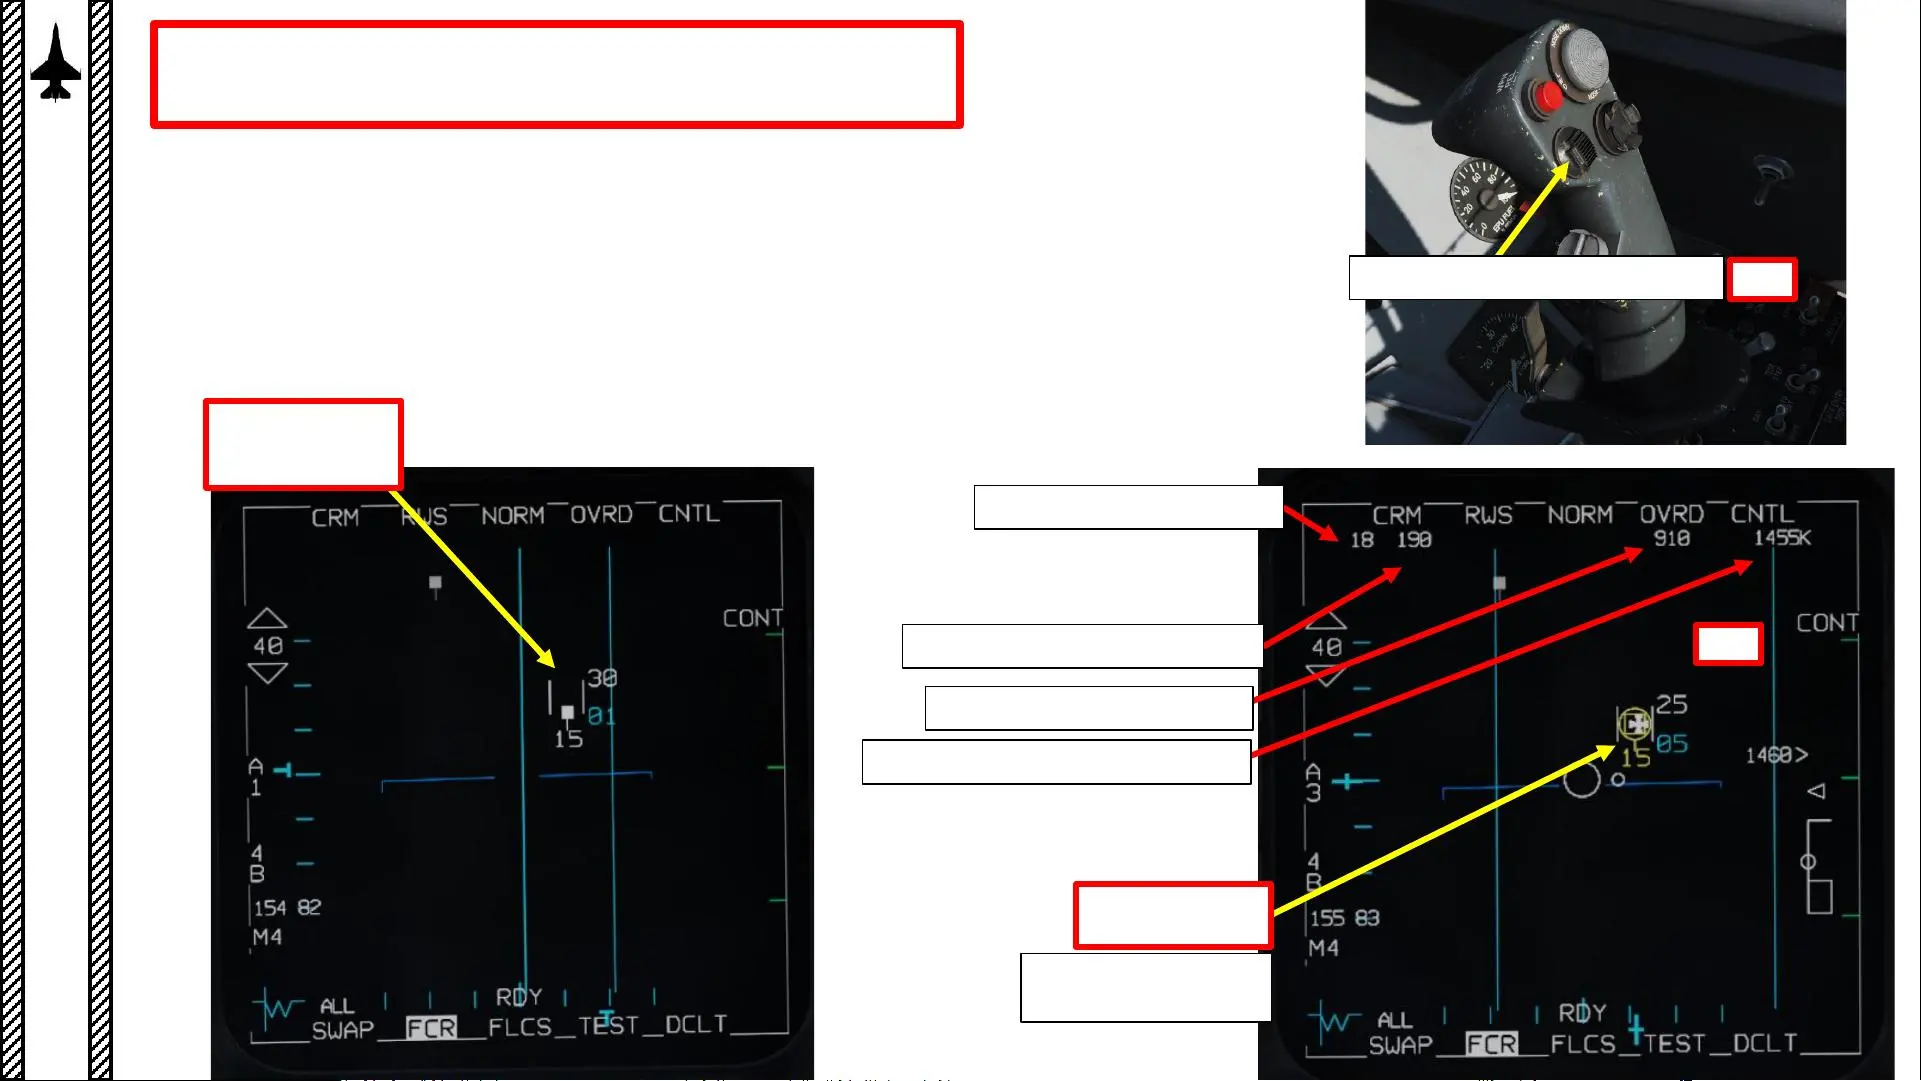 CRM RWS NORM OVRD CNTL
CONT
40
30
01
15
A
1
4
B
154 82
M4
RDY
ALL
SWAP FCR FLCS TEST DCLT
CRM RWS NORM OVRD CNTL
18 190 910 1455K
CONT
40
25
05
15
1460>
A
3
4
B
155 83
M4
RDY
ALL
SWAP FCR FLCS TEST DCLT